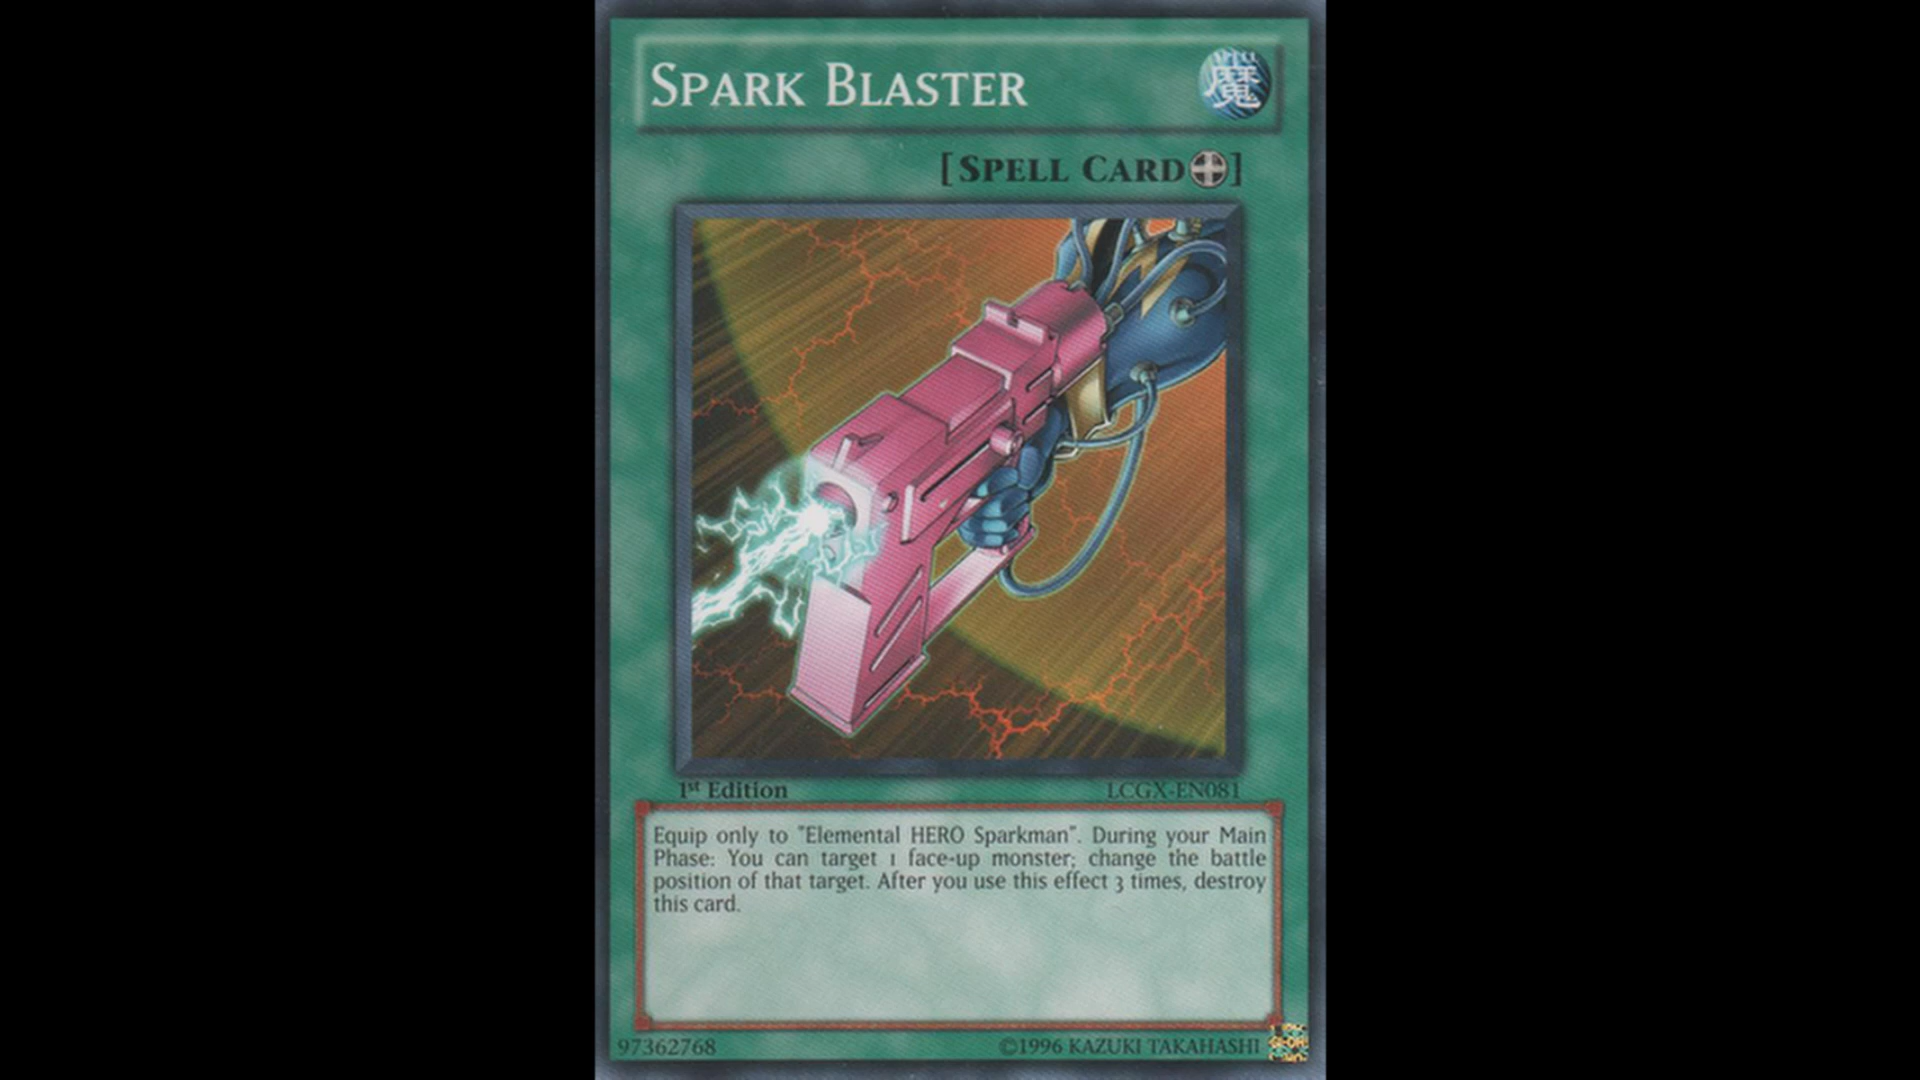 Spark Blaster 魔
[Spell Card]
1st Edition LCGX-EN081
Equip only to "Elemental HERO Sparkman". During your Main
Phase: You can target 1 face-up monster; change the battle
position of that target. After you use this effect 3 times, destroy
this card.
97362768 ©1996 KAZUKI TAKAHASHI